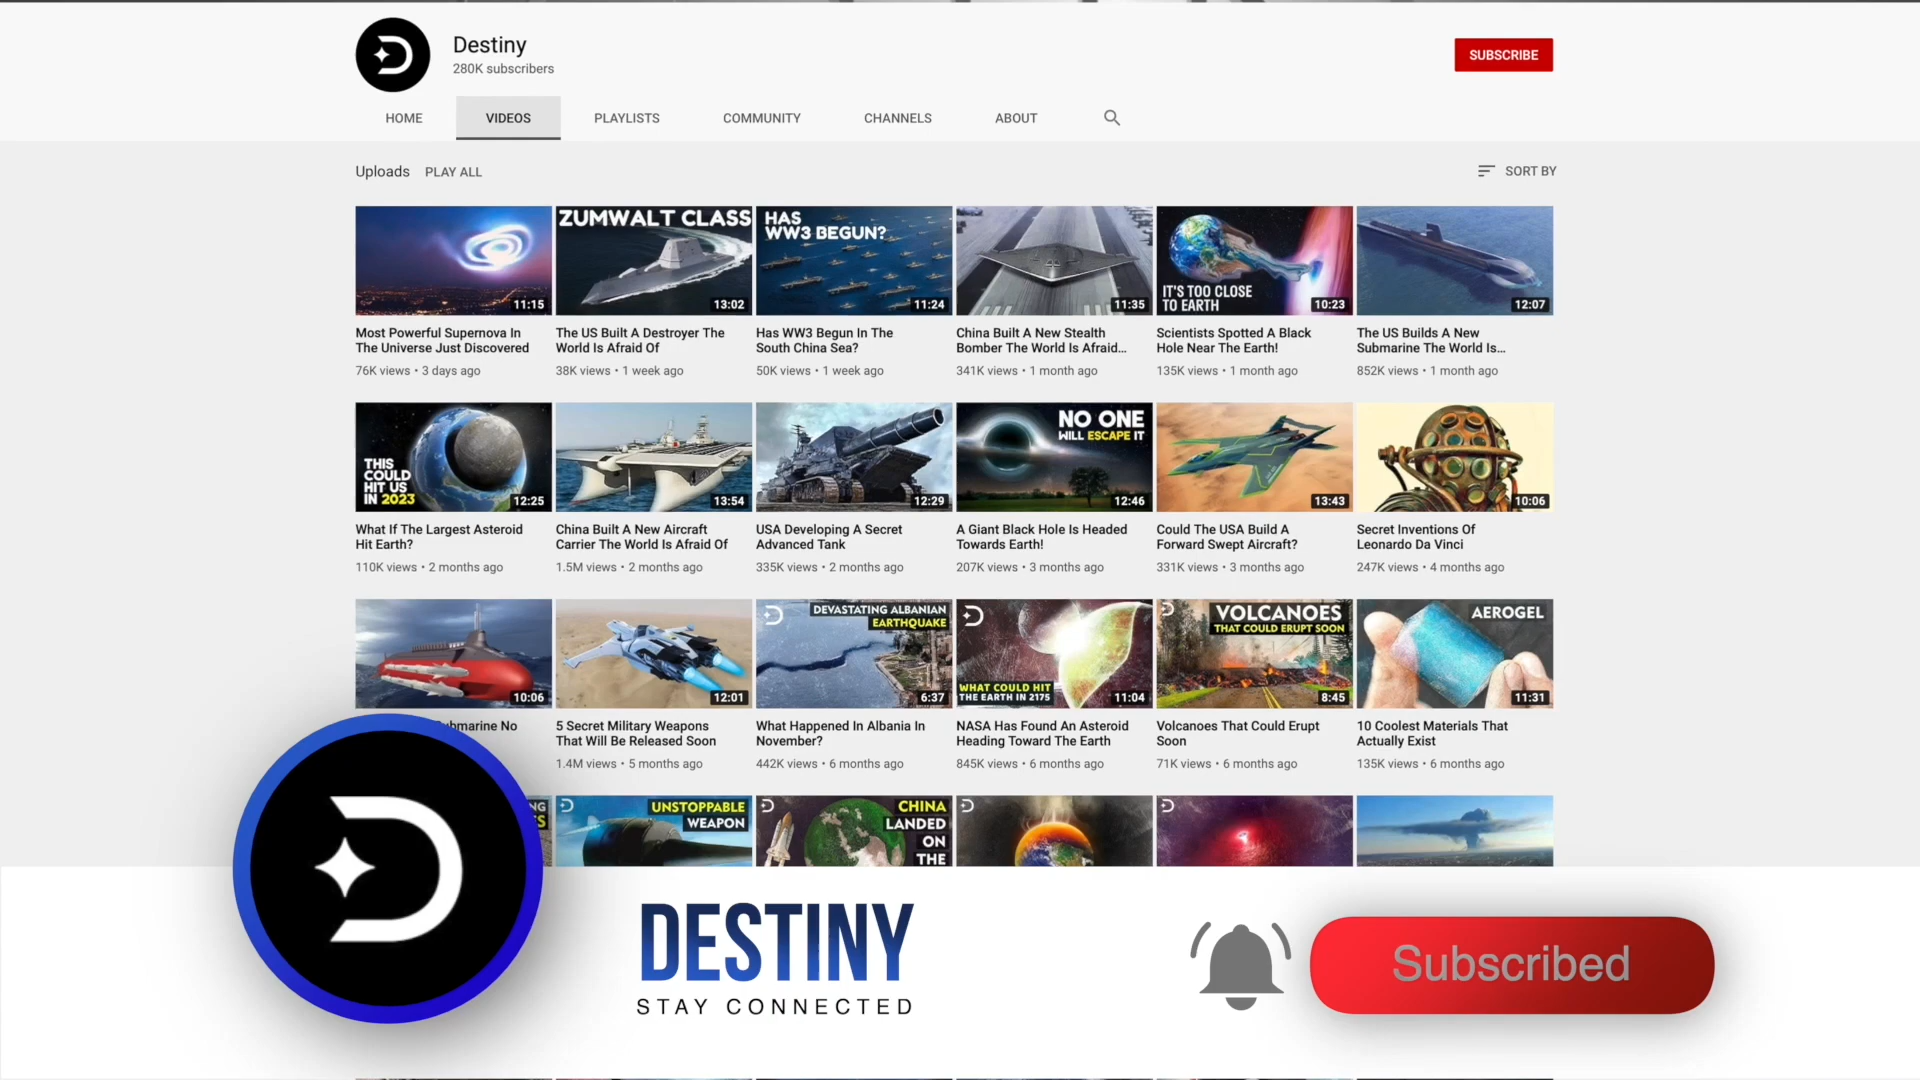 Destiny
280K subscribers
SUBSCRIBE
HOME
VIDEOS
PLAYLISTS
COMMUNITY
CHANNELS
ABOUT
Uploads
PLAY ALL
SORT BY
11:15
ZUMWALT CLASS
13:02
HAS
WW3 BEGUN?
11:24
11:35
IT'S TOO CLOSE
TO EARTH
10:23
12:07
Most Powerful Supernova In
The Universe Just Discovered
76K views • 3 days ago
The US Built A Destroyer The
World Is Afraid Of
38K views • 1 week ago
Has WW3 Begun In The
South China Sea?
50K views • 1 week ago
China Built A New Stealth
Bomber The World Is Afraid...
341K views • 1 month ago
Scientists Spotted A Black
Hole Near The Earth!
135K views • 1 month ago
The US Builds A New
Submarine The World Is...
852K views • 1 month ago
THIS
COULD
HIT US
IN 2023
12:25
13:54
12:29
NO ONE
WILL ESCAPE IT
12:46
13:43
10:06
What If The Largest Asteroid
Hit Earth?
110K views • 2 months ago
China Built A New Aircraft
Carrier The World Is Afraid Of
1.5M views • 2 months ago
USA Developing A Secret
Advanced Tank
335K views • 2 months ago
A Giant Black Hole Is Headed
Towards Earth!
207K views • 3 months ago
Could The USA Build A
Forward Swept Aircraft?
331K views • 3 months ago
Secret Inventions Of
Leonardo Da Vinci
247K views • 4 months ago
10:06
12:01
DEVASTATING ALBANIAN
EARTHQUAKE
6:37
WHAT COULD HIT
THE EARTH IN 2175
11:04
VOLCANOES
THAT COULD ERUPT SOON
8:45
AEROGEL
11:31
No
5 Secret Military Weapons
That Will Be Released Soon
1.4M views • 5 months ago
What Happened In Albania In
November?
442K views • 6 months ago
NASA Has Found An Asteroid
Heading Toward The Earth
845K views • 6 months ago
Volcanoes That Could Erupt
Soon
71K views • 6 months ago
10 Coolest Materials That
Actually Exist
135K views • 6 months ago
UNSTOPPABLE
WEAPON
CHINA
LANDED
ON
THE
DESTINY
STAY CONNECTED
Subscribed